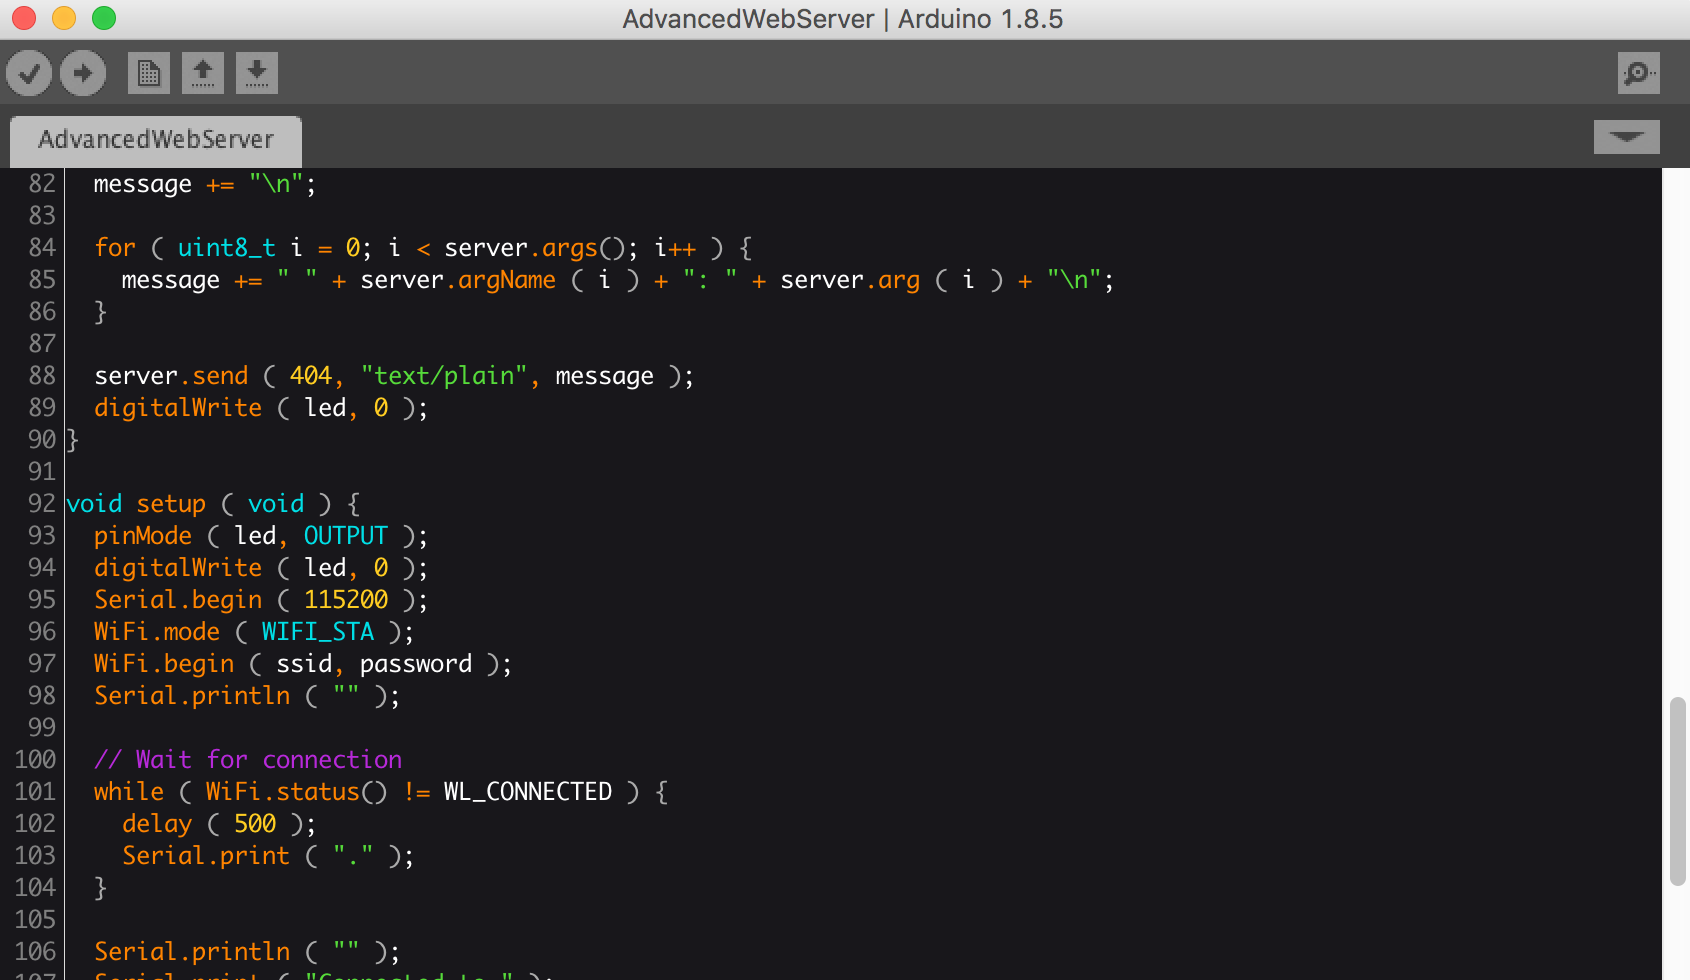 AdvancedWebServer | Arduino 1.8.5
AdvancedWebServer
82   message += "\n";
83
84   for ( uint8_t i = 0; i < server.args(); i++ ) {
85     message += " " + server.argName ( i ) + ": " + server.arg ( i ) + "\n";
86   }
87
88   server.send ( 404, "text/plain", message );
89   digitalWrite ( led, 0 );
90 }
91
92 void setup ( void ) {
93   pinMode ( led, OUTPUT );
94   digitalWrite ( led, 0 );
95   Serial.begin ( 115200 );
96   WiFi.mode ( WIFI_STA );
97   WiFi.begin ( ssid, password );
98   Serial.println ( "" );
99
100   // Wait for connection
101   while ( WiFi.status() != WL_CONNECTED ) {
102     delay ( 500 );
103     Serial.print ( "." );
104   }
105
106   Serial.println ( "" );
107   Serial.print ( "Connected to " );